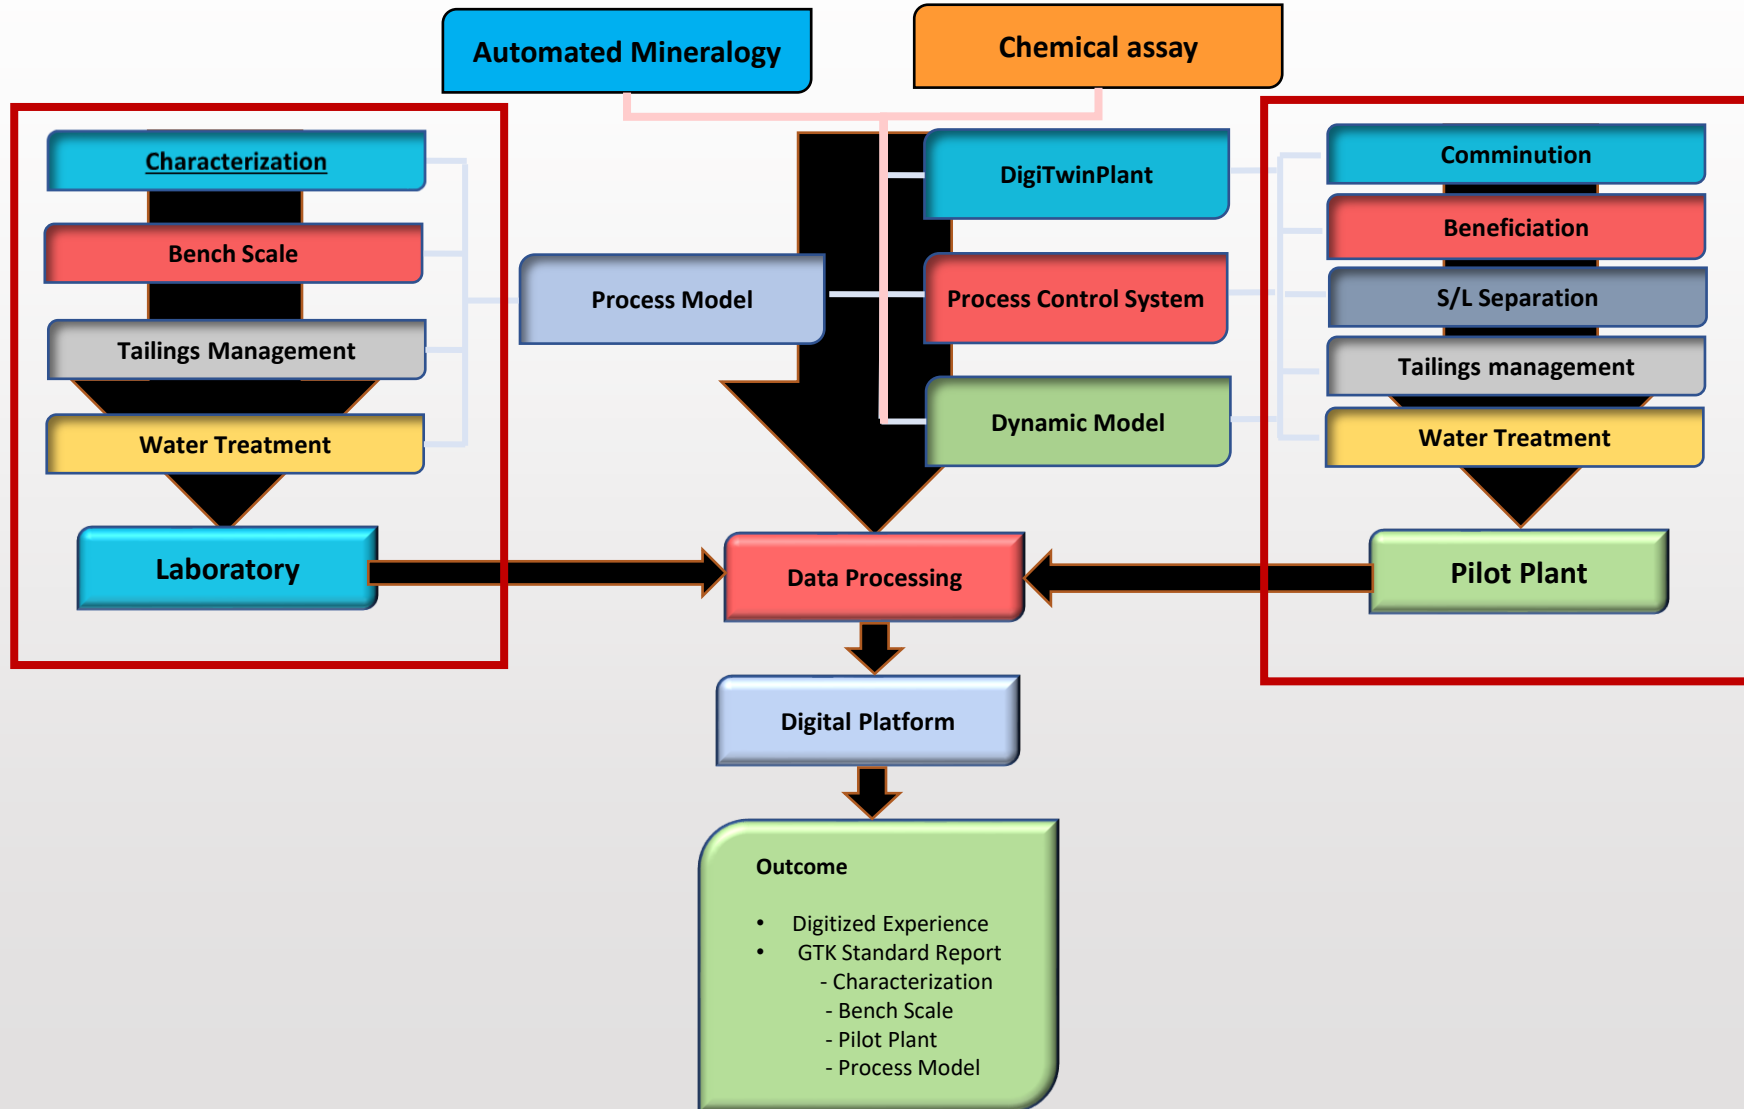 Automated Mineralogy
Chemical assay
Characterization
Bench Scale
Tailings Management
Water Treatment
Laboratory
Process Model
DigiTwinPlant
Process Control System
Dynamic Model
Comminution
Beneficiation
S/L Separation
Tailings management
Water Treatment
Pilot Plant
Data Processing
Digital Platform
Outcome
• Digitized Experience
• GTK Standard Report
- Characterization
- Bench Scale
- Pilot Plant
- Process Model